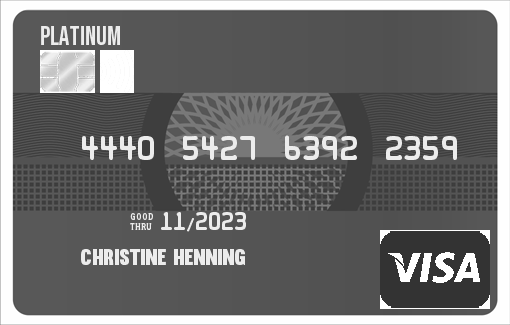 PLATINUM
4440 5427 6392 2359
GOOD THRU 11/2023
CHRISTINE HENNING
VISA